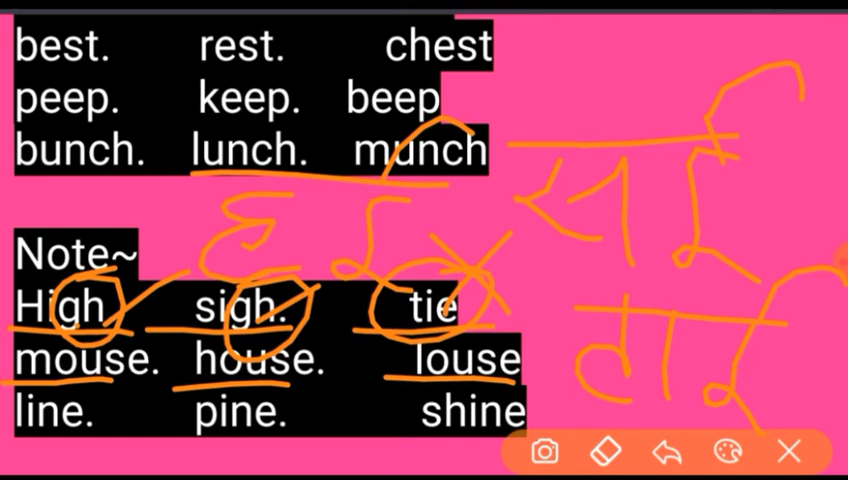 best. rest. chest
peep. keep. beep
bunch. lunch. munch
Note~
High sigh. tie
टाई
mouse. house. louse
line. pine. shine